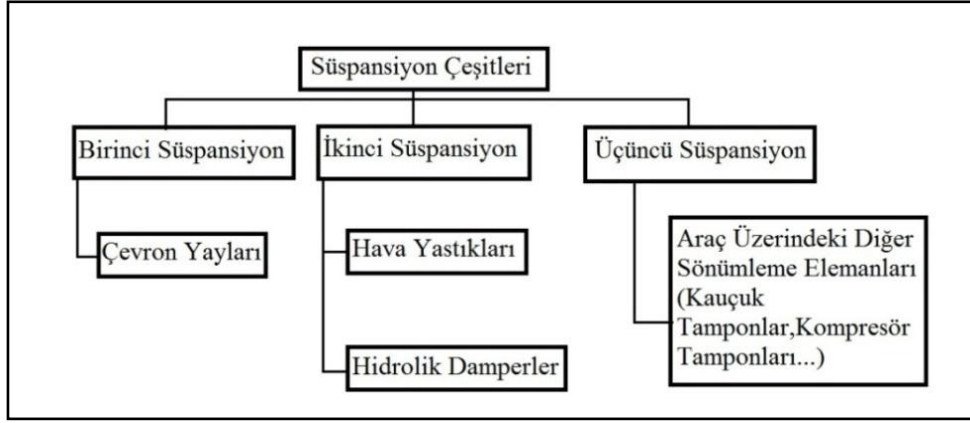 Süspansiyon Çeşitleri
Birinci Süspansiyon
İkinci Süspansiyon
Üçüncü Süspansiyon
Çevron Yayları
Hava Yastıkları
Hidrolik Damperler
Araç Üzerindeki Diğer
Sönümleme Elemanları
(Kauçuk
Tamponlar,Kompresör
Tamponları...)